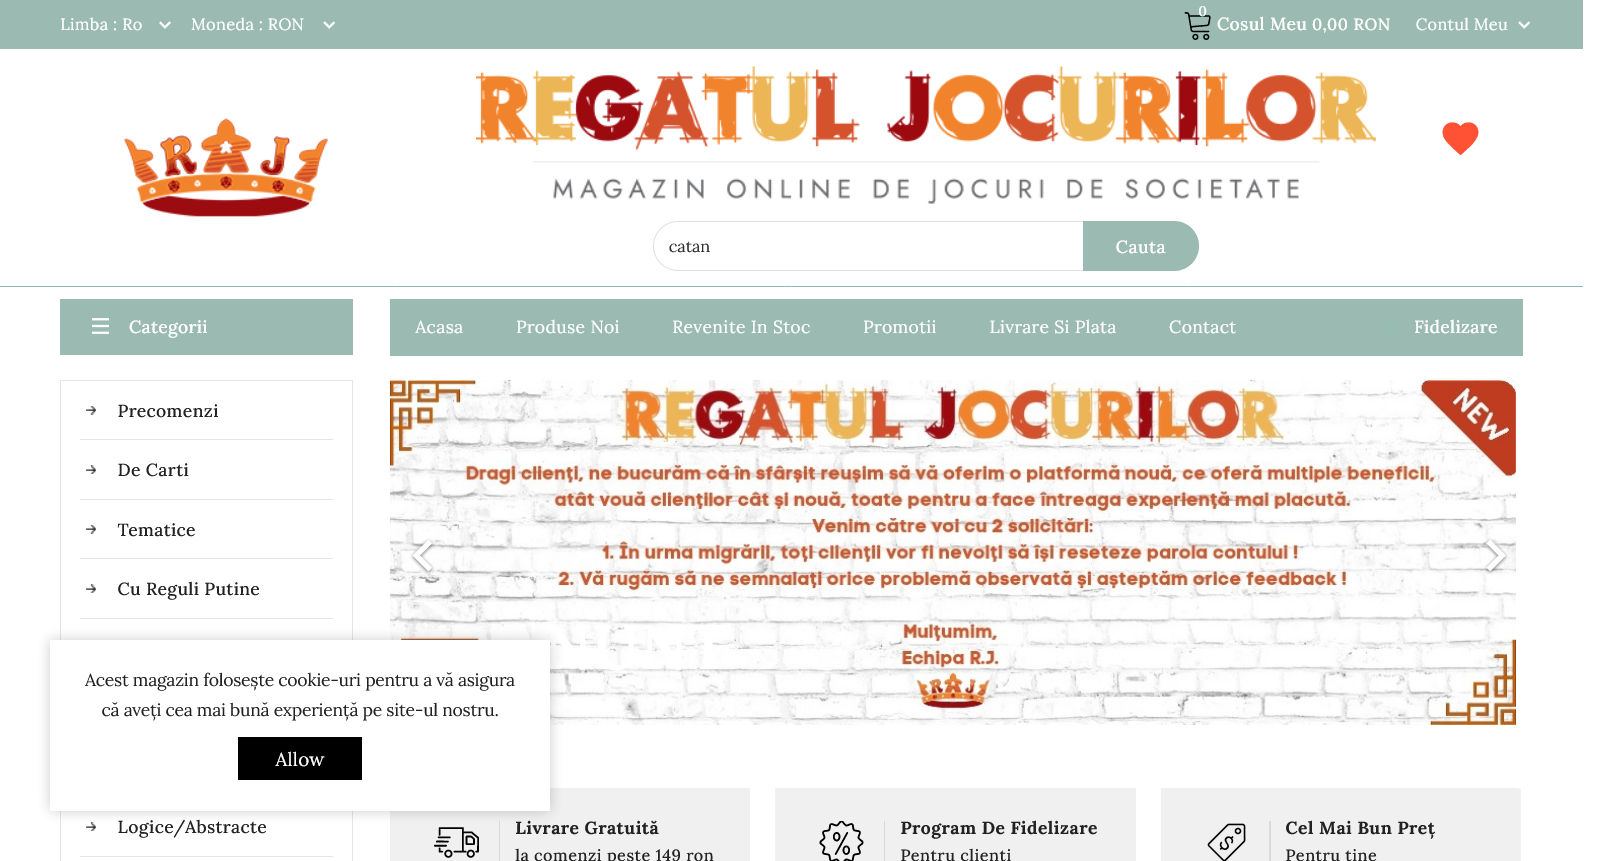 Limba : Ro
Moneda : RON
0
Cosul Meu 0,00 RON
Contul Meu
RAJ
REGATUL JOCURILOR
MAGAZIN ONLINE DE JOCURI DE SOCIETATE
catan
Cauta
Categorii
Acasa
Produse Noi
Revenite In Stoc
Promotii
Livrare Si Plata
Contact
Fidelizare
Precomenzi
De Carti
Tematice
Cu Reguli Putine
REGATUL JOCURILOR
NEW
Dragi clienți, ne bucurăm că în sfârșit reușim să vă oferim o platformă nouă, ce oferă multiple beneficii,
atât vouă clienților cât și nouă, toate pentru a face întreaga experiență mai placută.
Venim către voi cu 2 solicitări:
1. În urma migrării, toți clienții vor fi nevoiți să își reseteze parola contului !
2. Vă rugăm să ne semnalați orice problemă observată și așteptăm orice feedback !
Mulțumim,
Echipa R.J.
RAJ
Acest magazin folosește cookie-uri pentru a vă asigura
că aveți cea mai bună experiență pe site-ul nostru.
Allow
Logice/Abstracte
Livrare Gratuită
la comenzi peste 149 ron
Program De Fidelizare
Pentru clienti
Cel Mai Bun Preț
Pentru tine